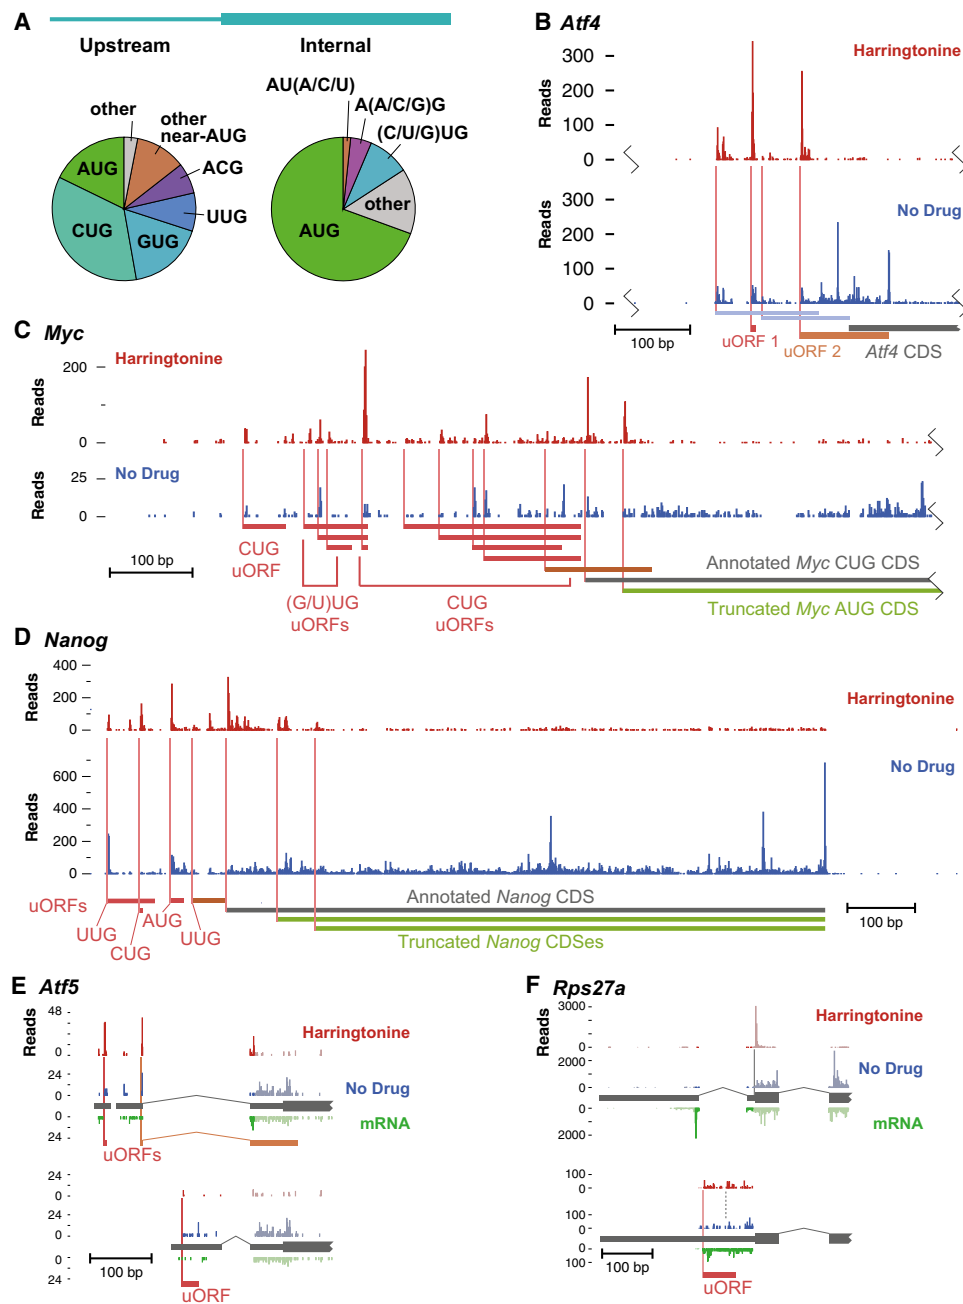 A
Upstream
Internal
other
other
near-AUG
AUG
ACG
UUG
CUG
GUG
AU(A/C/U)
A(A/C/G)G
(C/U/G)UG
other
AUG
B Atf4
Harringtonine
Reads
300
200
100
0
No Drug
Reads
300
200
100
0
100 bp
uORF 1
uORF 2
Atf4 CDS
C Myc
Harringtonine
Reads
200
0
No Drug
Reads
25
0
100 bp
CUG
uORF
(G/U)UG
uORFs
CUG
uORFs
Annotated Myc CUG CDS
Truncated Myc AUG CDS
D Nanog
Reads
400
200
0
Harringtonine
No Drug
Reads
600
400
200
0
uORFs
UUG
CUG
AUG
UUG
Annotated Nanog CDS
Truncated Nanog CDSes
100 bp
E Atf5
Reads
48
0
Harringtonine
24
0
No Drug
0
24
mRNA
uORFs
24
0
24
0
0
24
100 bp
uORF
F Rps27a
Reads
3000
0
Harringtonine
2000
0
No Drug
0
2000
mRNA
100
0
100
0
0
100
100 bp
uORF